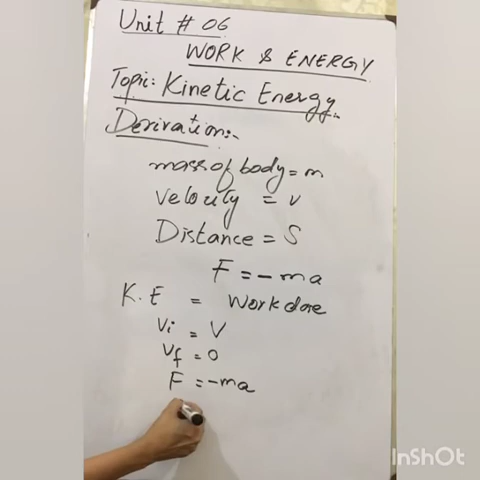 Unit # 06
WORK & ENERGY
Topic: Kinetic Energy.
Derivation:-
mass of body = m
velocity = v
Distance = S
F = - ma
K.E = Work done
Vi = V
Vf = 0
F = -ma
InShOt